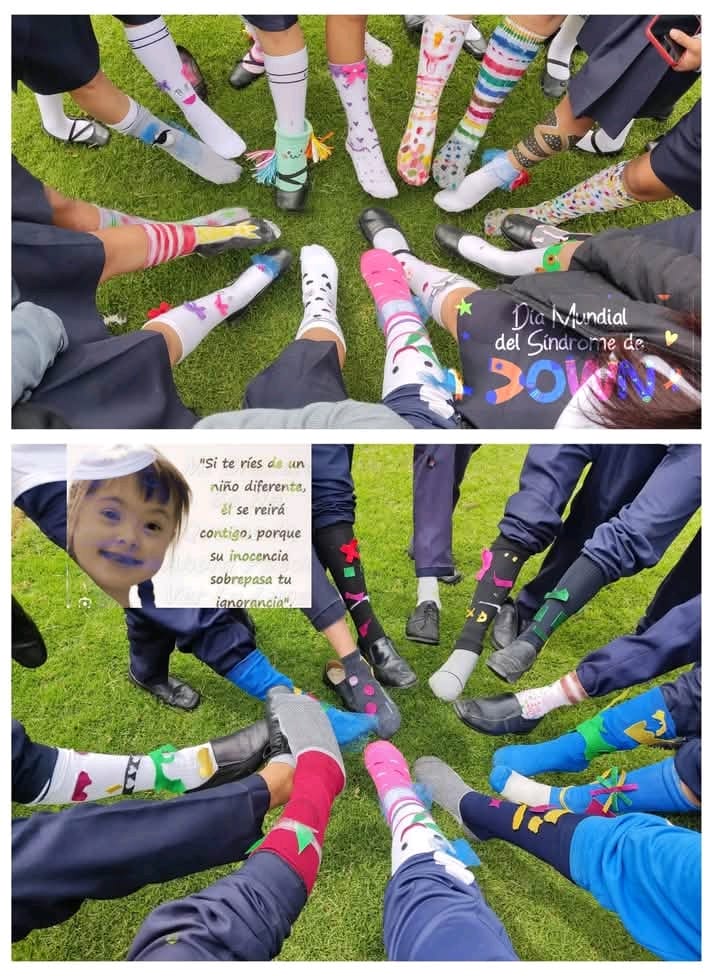 Día Mundial
del Síndrome de
DOWN
"Si te ríes de un
niño diferente,
él se reirá
contigo, porque
su inocencia
sobrepasa tu
ignorancia".